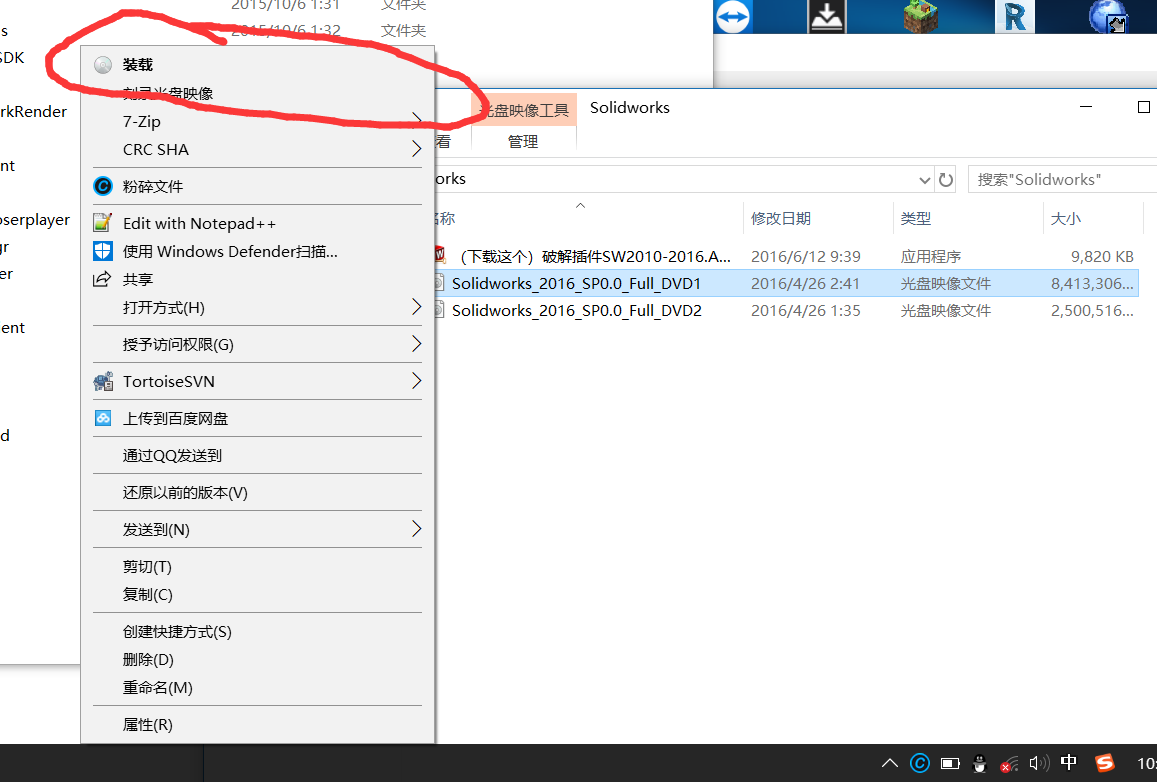 2015/10/6 1:31 文件夹
2015/10/6 1:32 文件夹
s
SDK
rkRender
nt
oserplayer
gr
er
ent
d
装载
刻录光盘映像
7-Zip
CRC SHA
粉碎文件
Edit with Notepad++
使用 Windows Defender扫描...
共享
打开方式(H)
授予访问权限(G)
TortoiseSVN
上传到百度网盘
通过QQ发送到
还原以前的版本(V)
发送到(N)
剪切(T)
复制(C)
创建快捷方式(S)
删除(D)
重命名(M)
属性(R)
光盘映像工具 Solidworks
看 管理
orks 搜索"Solidworks"
名称 修改日期 类型 大小
（下载这个）破解插件SW2010-2016.A... 2016/6/12 9:39 应用程序 9,820 KB
Solidworks_2016_SP0.0_Full_DVD1 2016/4/26 2:41 光盘映像文件 8,413,306...
Solidworks_2016_SP0.0_Full_DVD2 2016/4/26 1:35 光盘映像文件 2,500,516...
中 10: